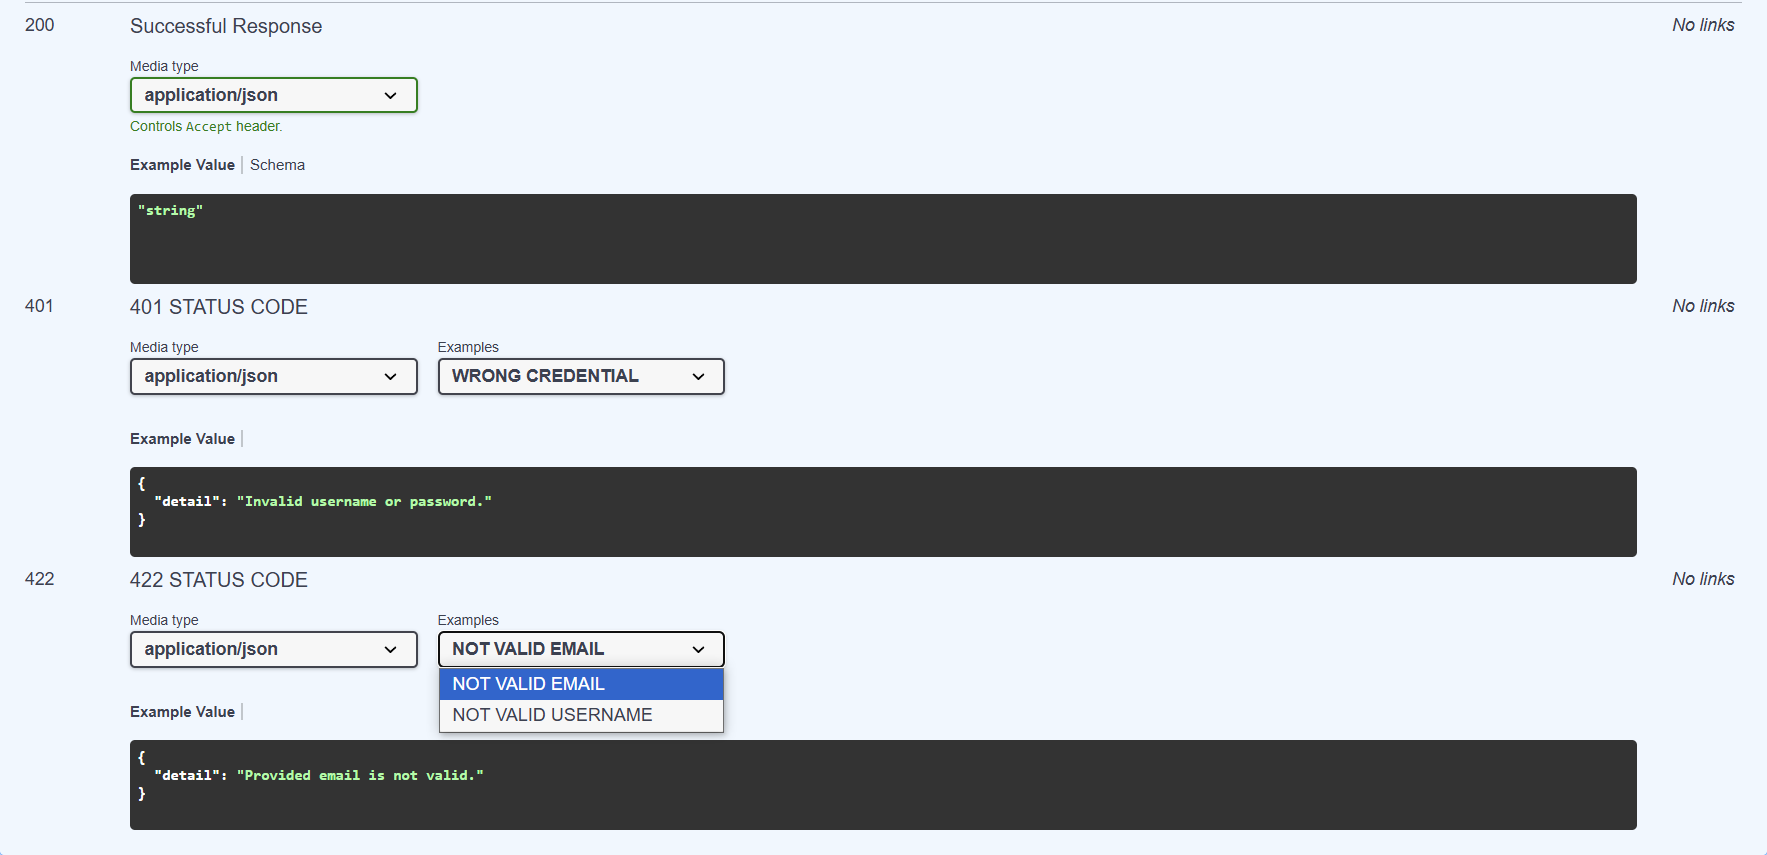 200 Successful Response No links
Media type
application/json
Controls Accept header.
Example Value Schema
"string"
401 401 STATUS CODE No links
Media type Examples
application/json WRONG CREDENTIAL
Example Value
{
"detail": "Invalid username or password."
}
422 422 STATUS CODE No links
Media type Examples
application/json NOT VALID EMAIL
NOT VALID EMAIL
NOT VALID USERNAME
Example Value
{
"detail": "Provided email is not valid."
}